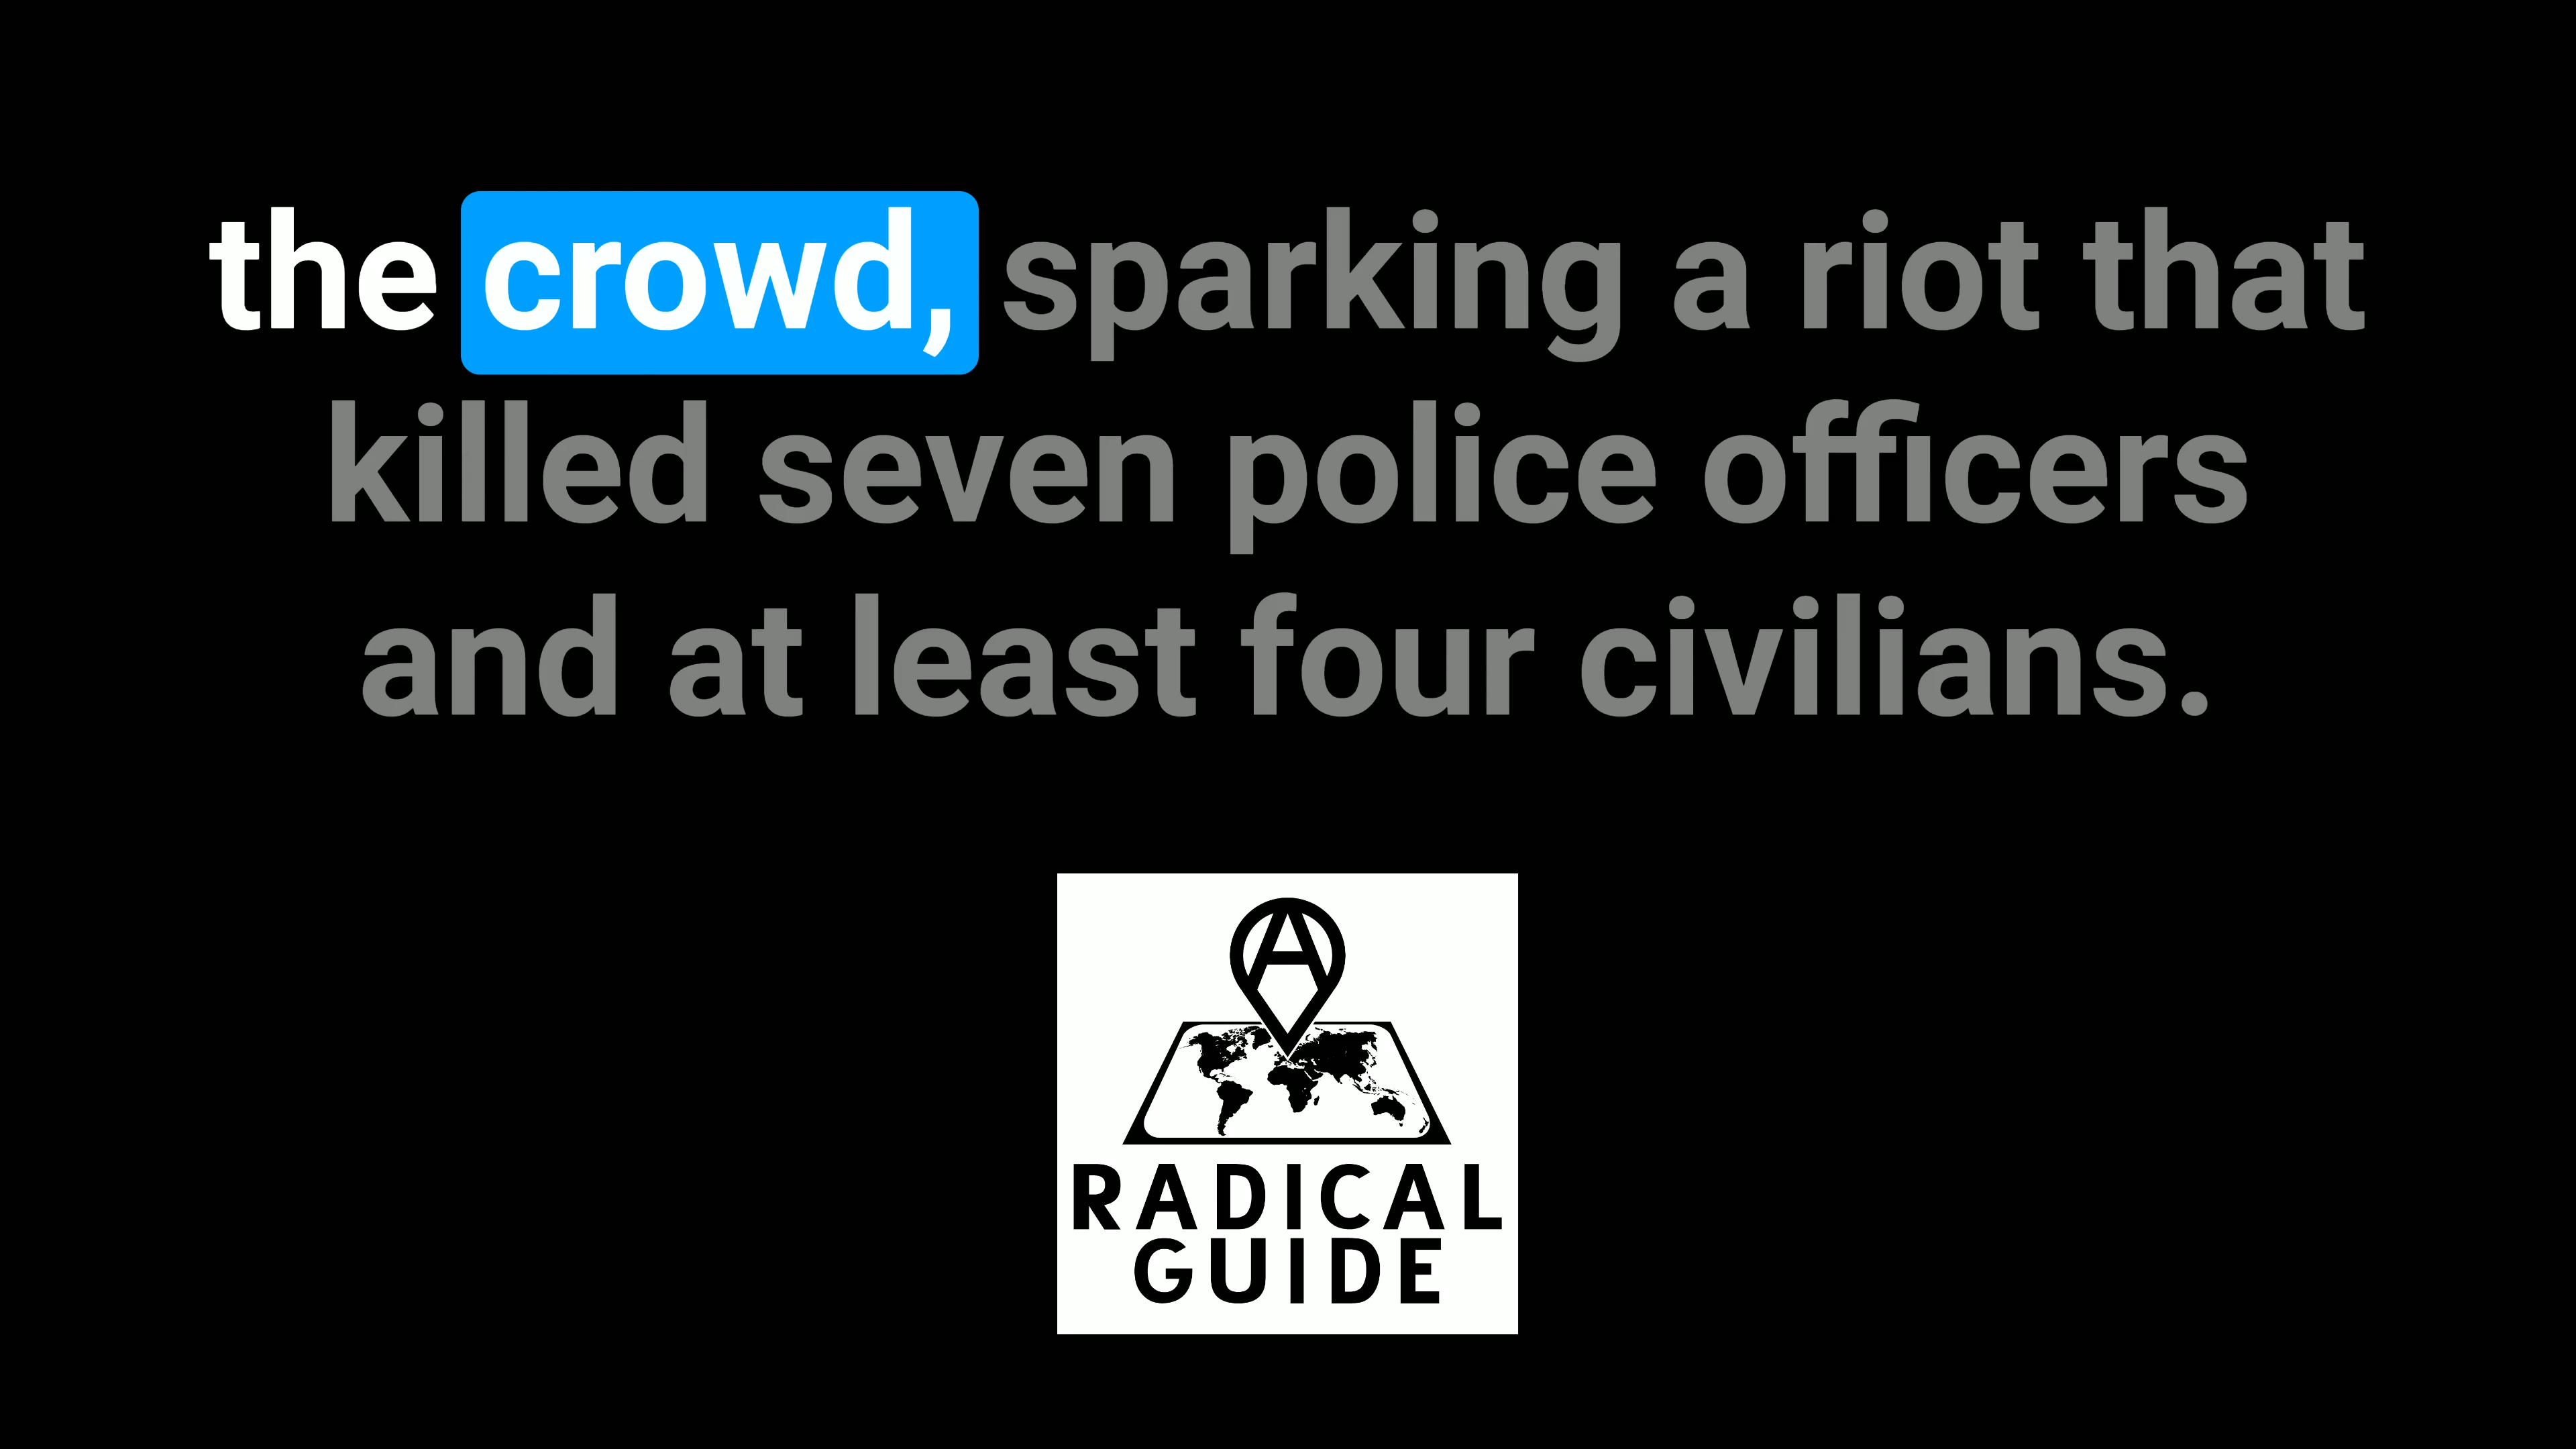 the crowd, sparking a riot that
killed seven police officers
and at least four civilians.
A
RADICAL
GUIDE